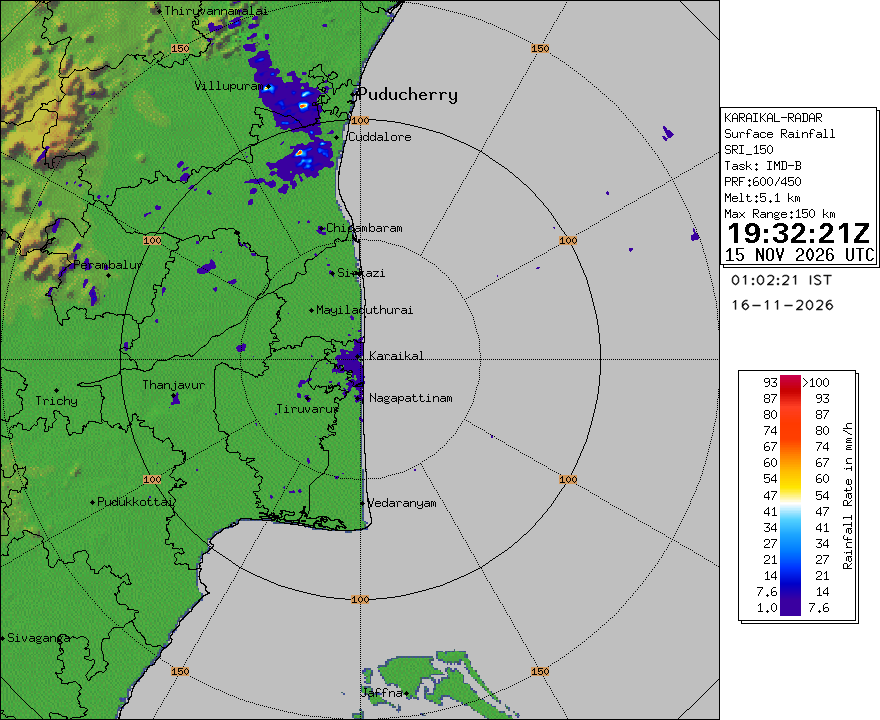 Thiruvannamalai
150
150
Villupuram
Puducherry
100
Cuddalore
Chidambaram
100
100
Perambalur
Sirkazi
Mayiladuthurai
Karaikal
Thanjavur
Trichy
Nagapattinam
Tiruvarur
100
100
Pudukkottai
Vedaranyam
100
Sivaganga
150
150
Jaffna
KARAIKAL-RADAR
Surface Rainfall
SRI_150
Task: IMD-B
PRF:600/450
Melt:5.1 km
Max Range:150 km
19:32:21Z
15 NOV 2026 UTC
01:02:21 IST
16-11-2026
93 >100
87 93
80 87
74 80
67 74
60 67
54 60
47 54
41 47
34 41
27 34
21 27
14 21
7.6 14
1.0 7.6
Rainfall Rate in mm/h